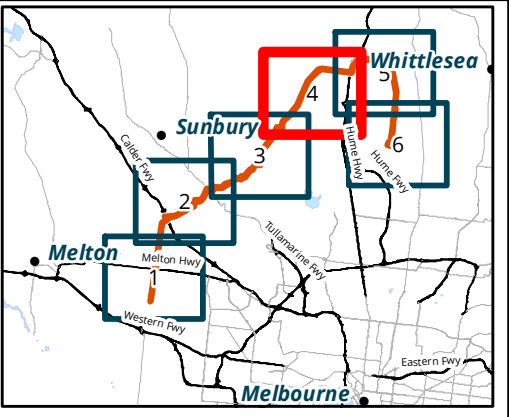 Whittlesea
5
4
Sunbury
Hume Hwy
6
Calder Fwy
3
Hume Fwy
2
Tullamarine Fwy
Melton
Melton Hwy
1
Western Fwy
Eastern Fwy
Melbourne